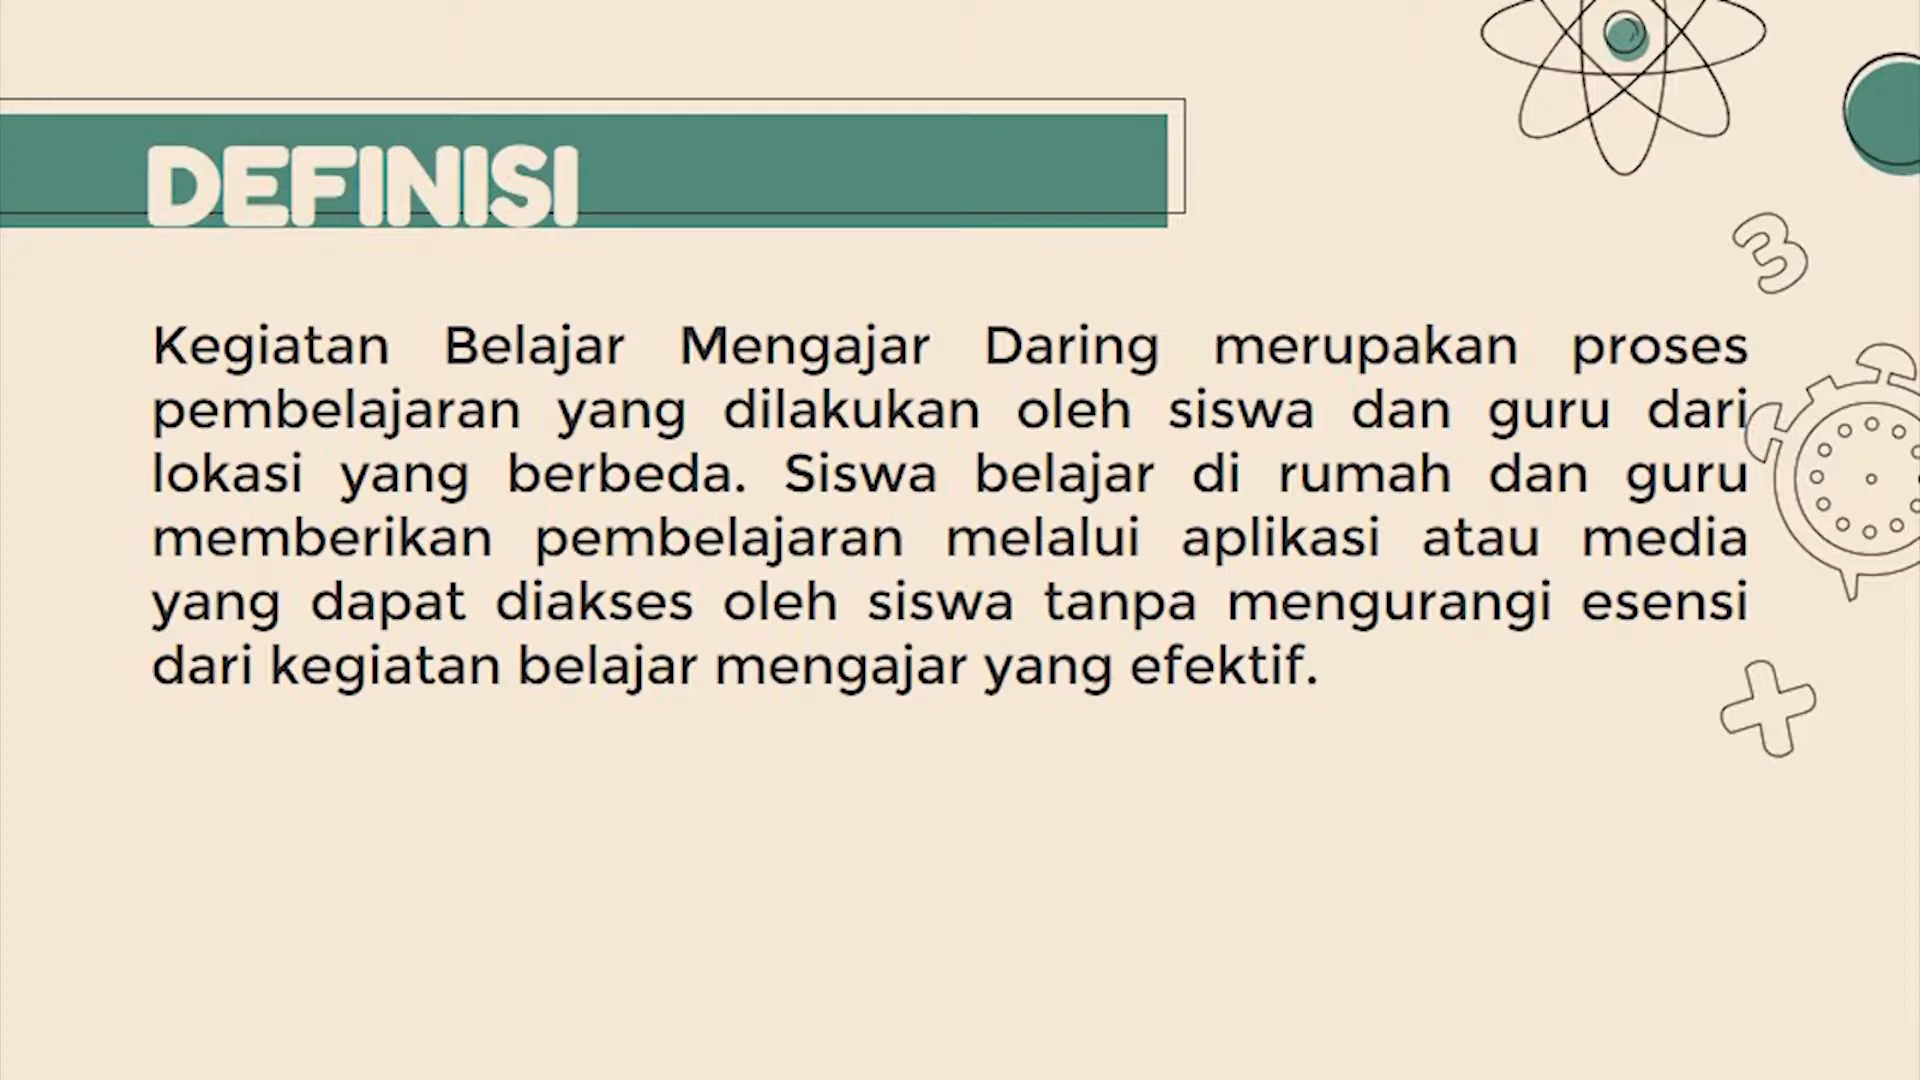 DEFINISI
3
Kegiatan Belajar Mengajar Daring merupakan proses
pembelajaran yang dilakukan oleh siswa dan guru dari
lokasi yang berbeda. Siswa belajar di rumah dan guru
memberikan pembelajaran melalui aplikasi atau media
yang dapat diakses oleh siswa tanpa mengurangi esensi
dari kegiatan belajar mengajar yang efektif.